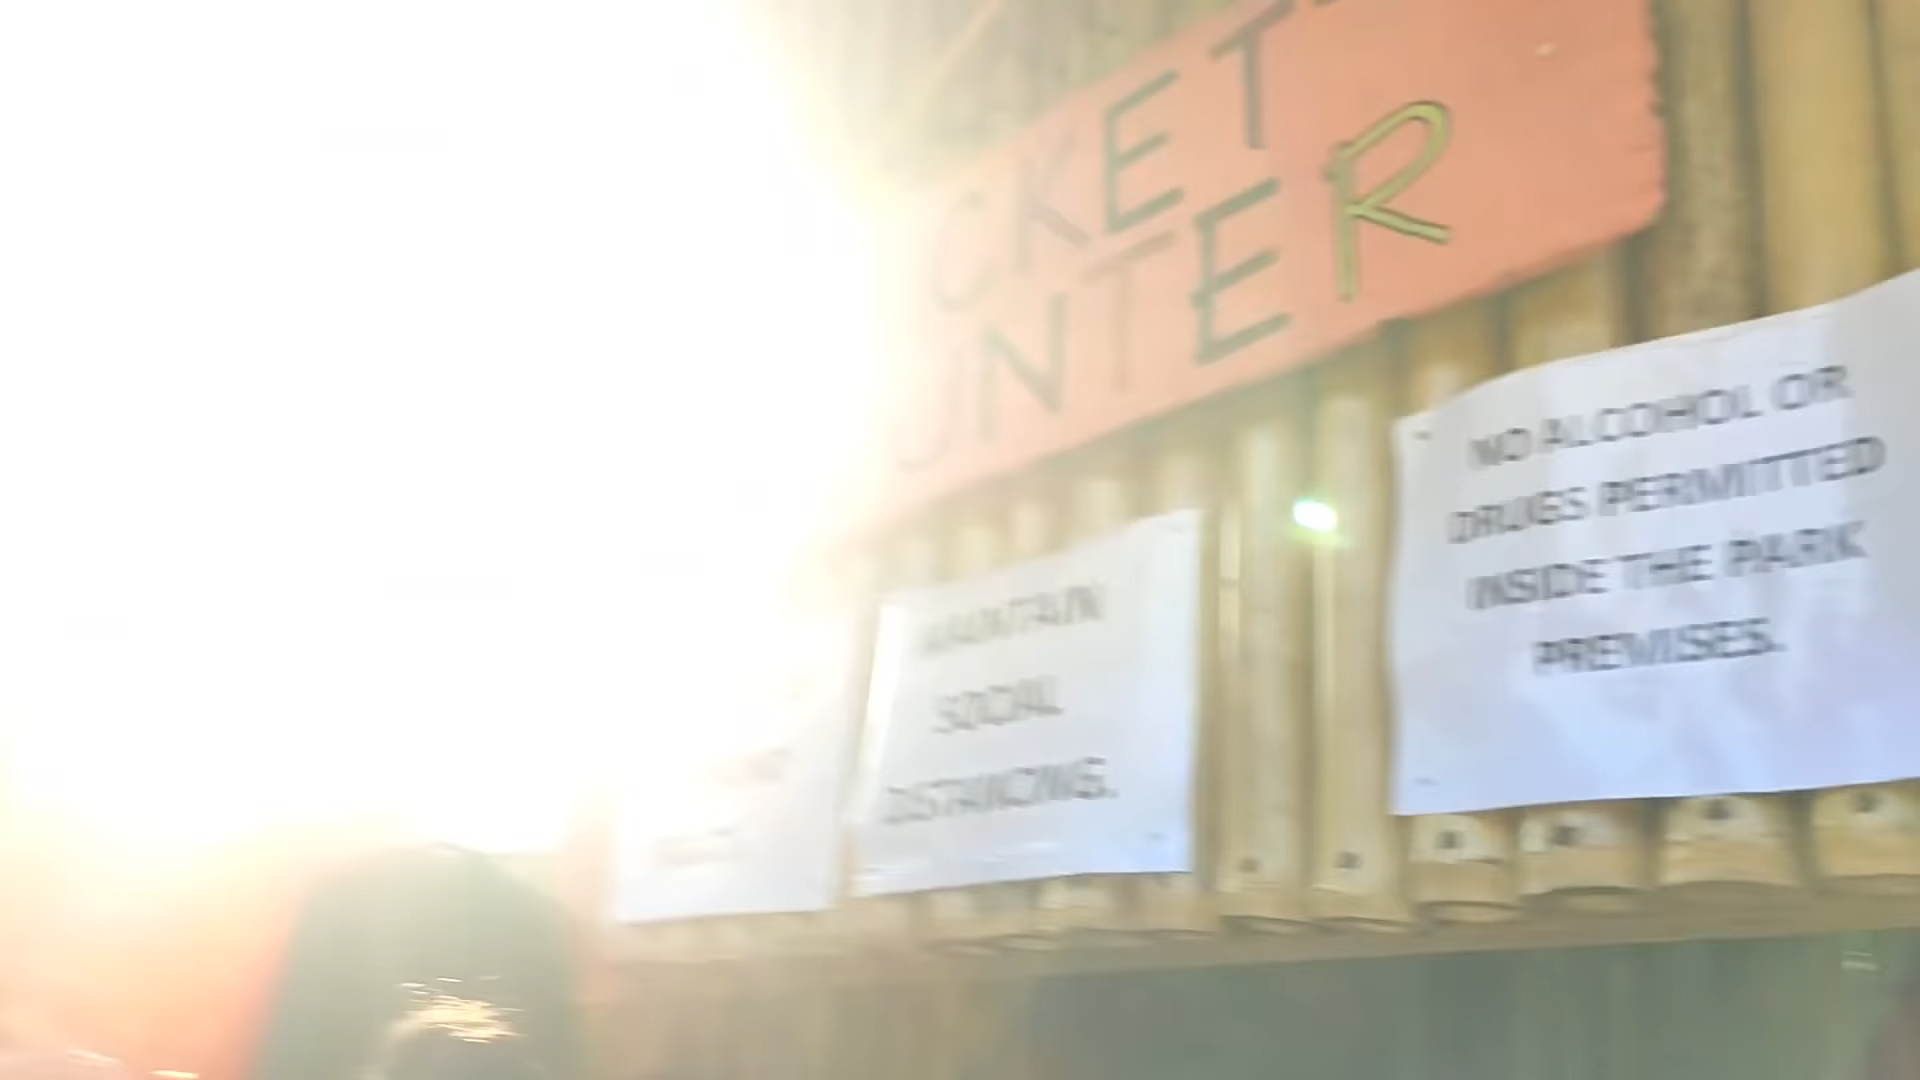 CKET
UNTER
MAINTAIN
SOCIAL
DISTANCING.
NO ALCOHOL OR
DRUGS PERMITTED
INSIDE THE PARK
PREMISES.